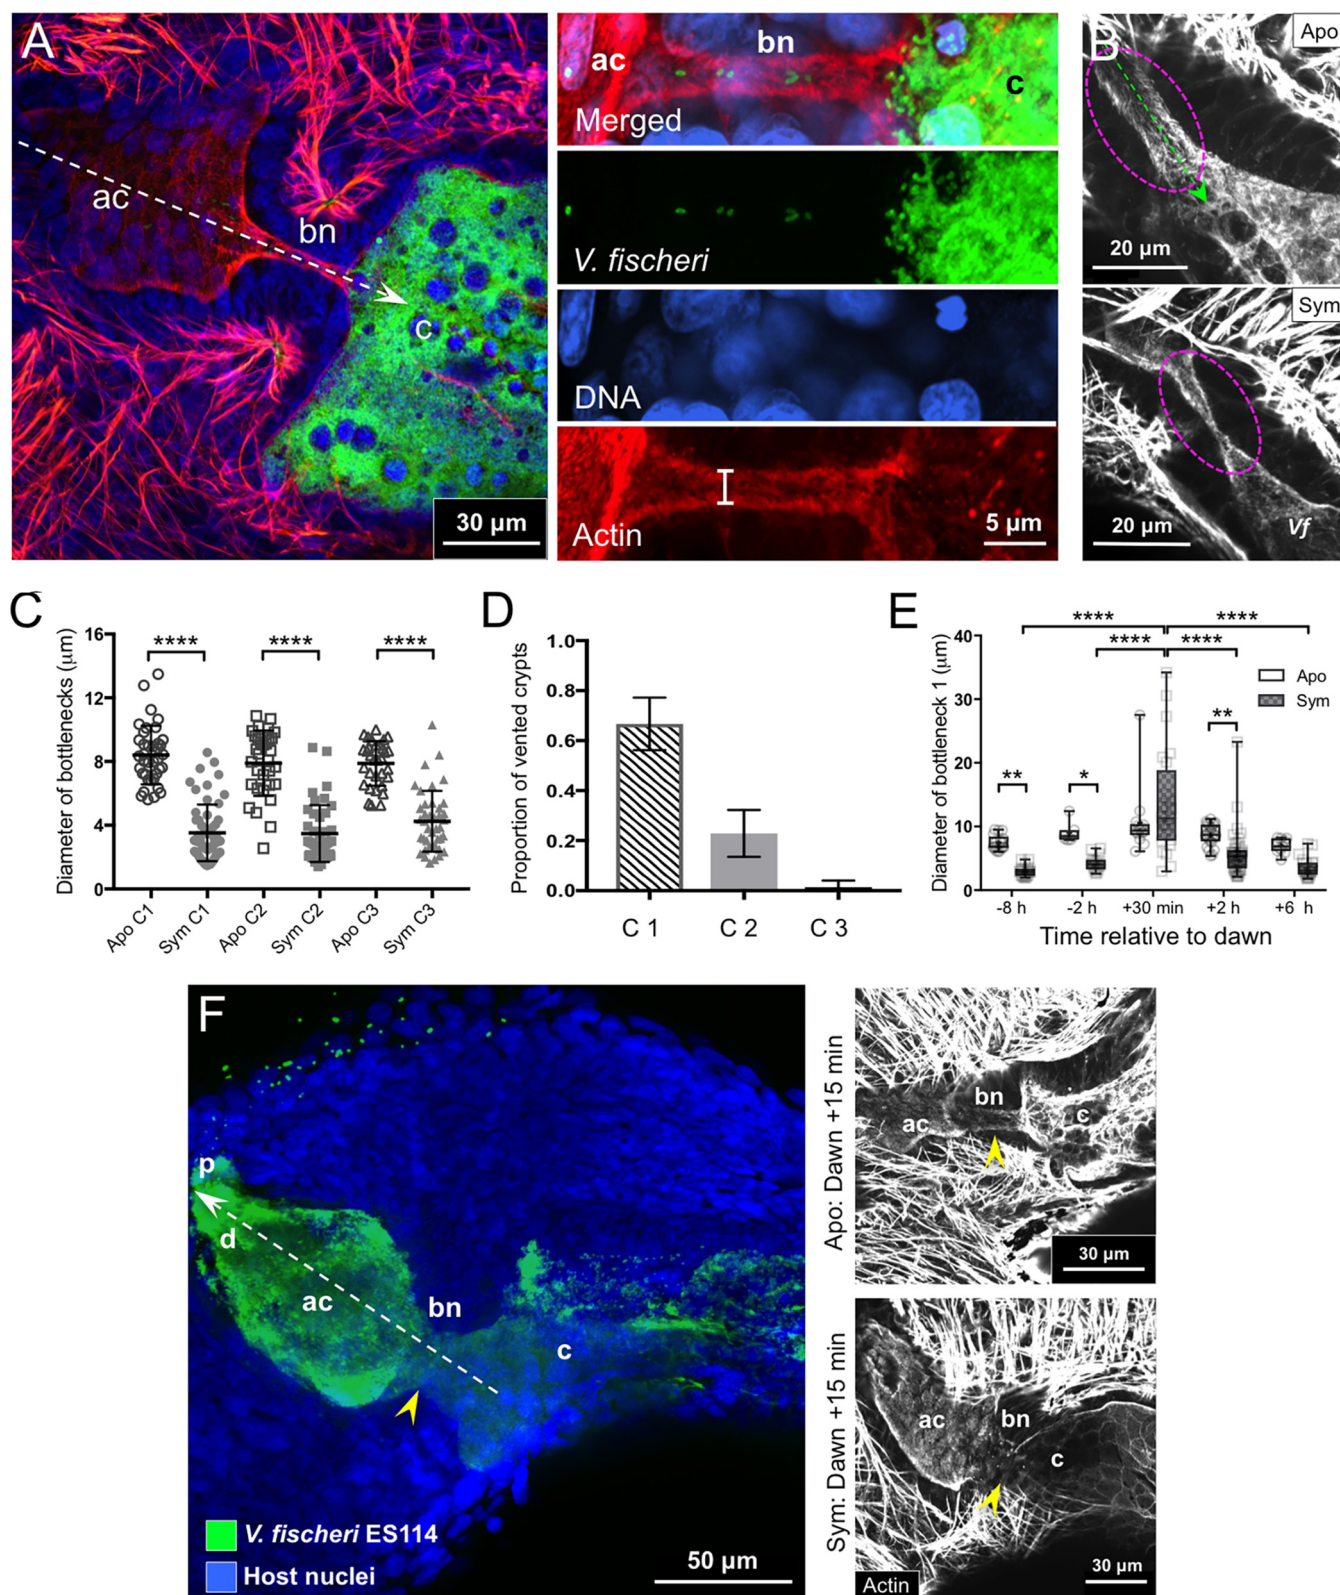 A
ac
bn
c
30 µm
ac
bn
c
Merged
V. fischeri
DNA
Actin
5 µm
B
Apo
20 µm
Sym
20 µm
Vf
C
Diameter of bottlenecks (µm)
16
12
8
4
0
**** **** ****
Apo C1 Sym C1 Apo C2 Sym C2 Apo C3 Sym C3
D
Proportion of vented crypts
1.0
0.8
0.6
0.4
0.2
0.0
C 1 C 2 C 3
E
Diameter of bottleneck 1 (µm)
40
30
20
10
0
**** ****
**** ****
** * **
Apo
Sym
-8 h -2 h +30 min +2 h +6 h
Time relative to dawn
F
p
d
ac
bn
c
V. fischeri ES114
Host nuclei
50 µm
Apo: Dawn +15 min
bn
ac
c
30 µm
Sym: Dawn +15 min
ac
bn
c
Actin
30 µm